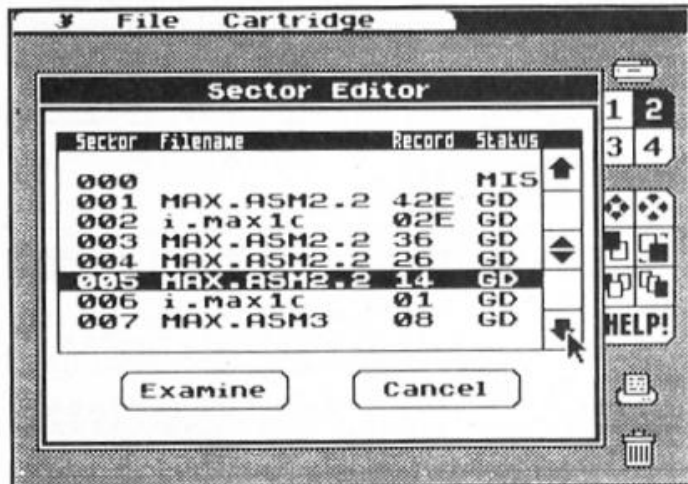 ¥ File Cartridge
Sector Editor
Sector Filename Record Status
000 MIS
001 MAX.ASM2.2 42E GD
002 i.max1c 02E GD
003 MAX.ASM2.2 36 GD
004 MAX.ASM2.2 26 GD
005 MAX.ASM2.2 14 GD
006 i.max1c 01 GD
007 MAX.ASM3 08 GD
Examine Cancel
1 2
3 4
HELP!